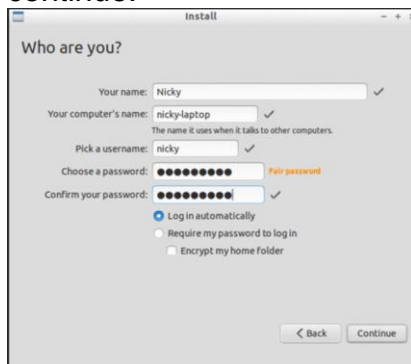 Install
Who are you?
Your name: Nicky
Your computer's name: nicky-laptop
The name it uses when it talks to other computers.
Pick a username: nicky
Choose a password: ●●●●●●●●● Fair password
Confirm your password: ●●●●●●●●●
Log in automatically
Require my password to log in
Encrypt my home folder
Back Continue